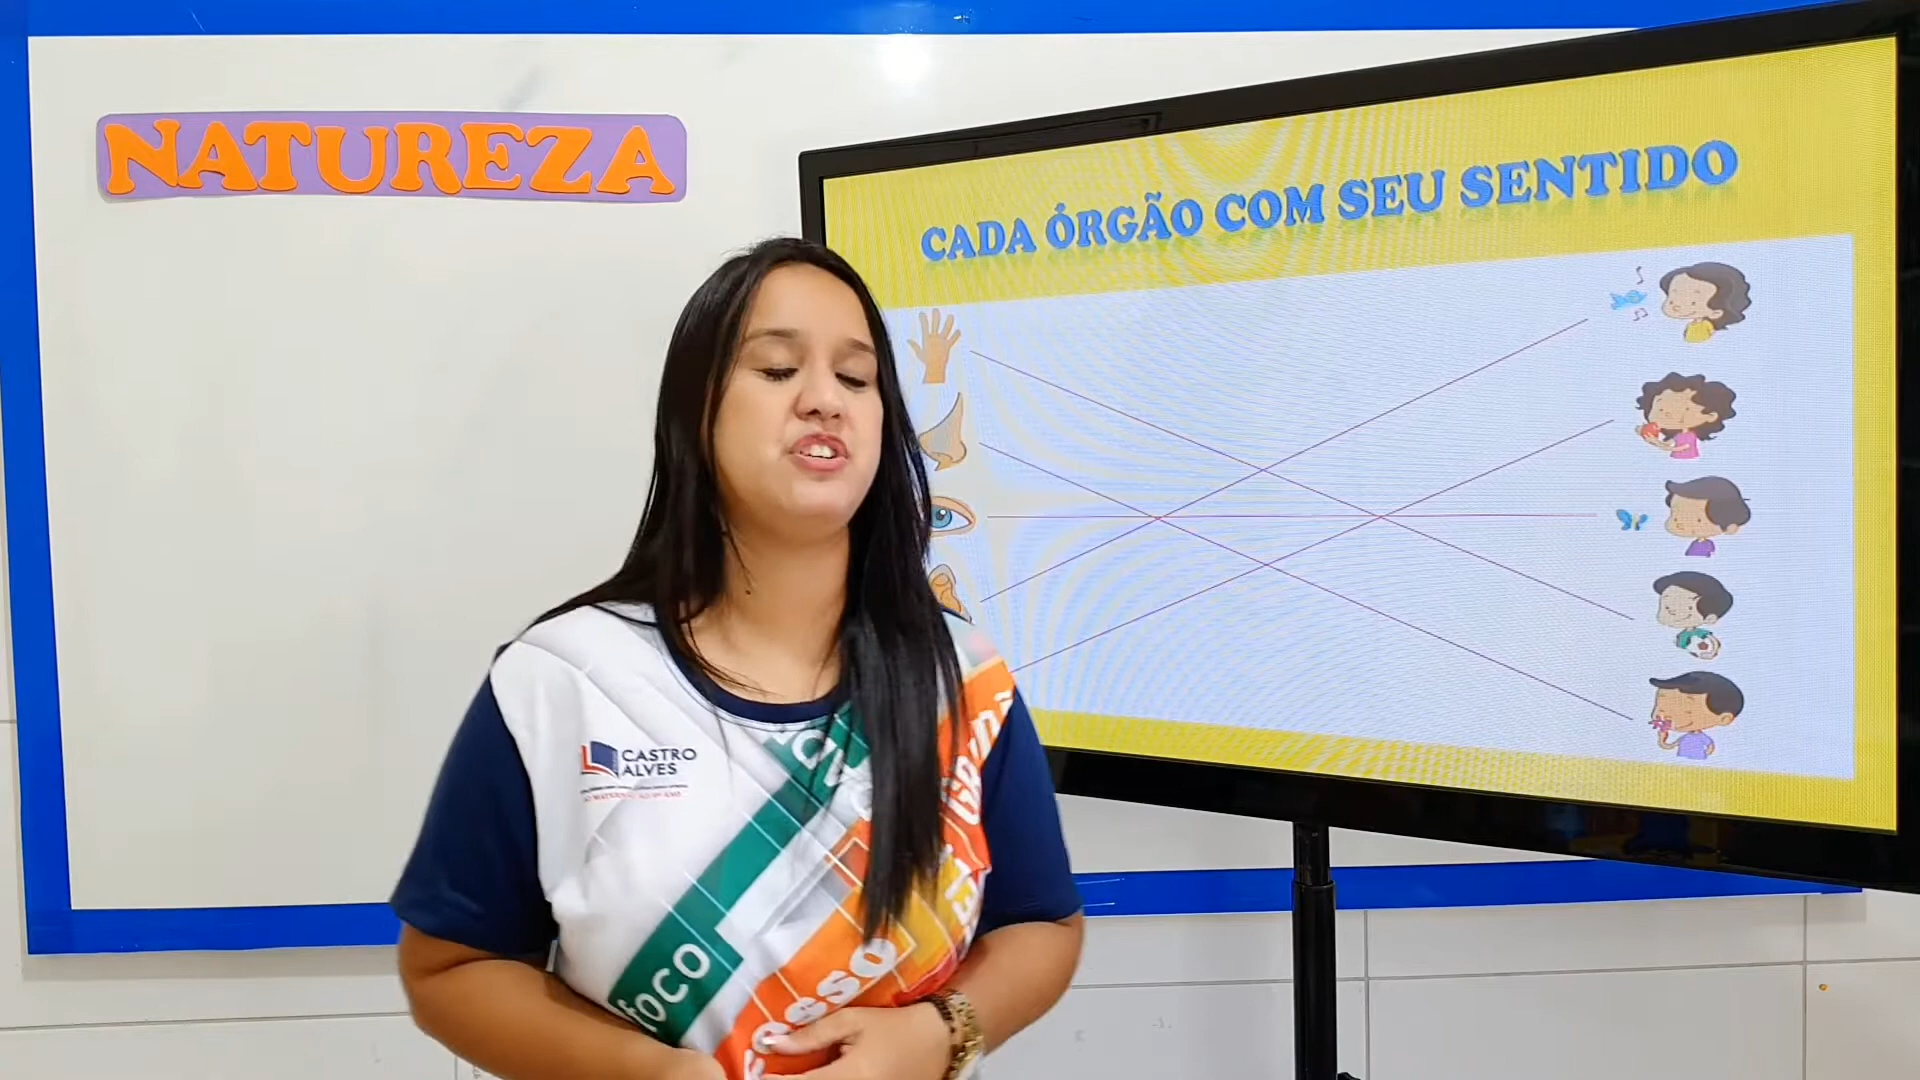 NATUREZA
CADA ÓRGÃO COM SEU SENTIDO
CASTRO
ALVES
foco